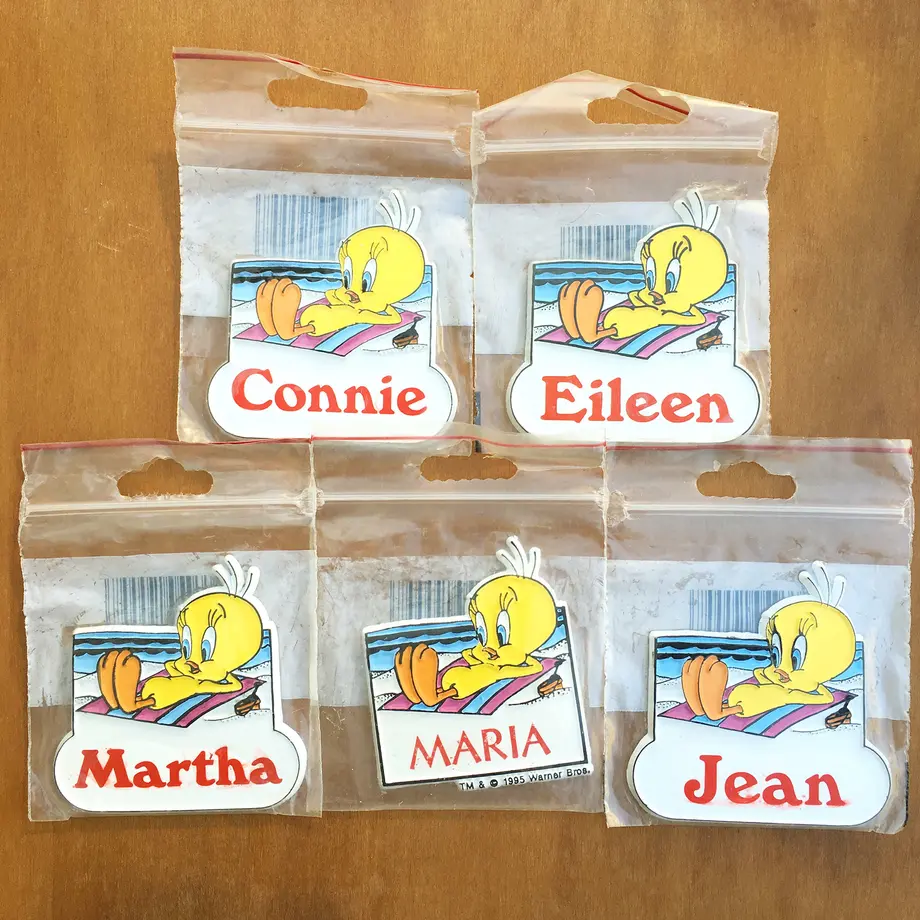 Connie
Eileen
Martha
MARIA
TM & © 1995 Warner Bros.
Jean